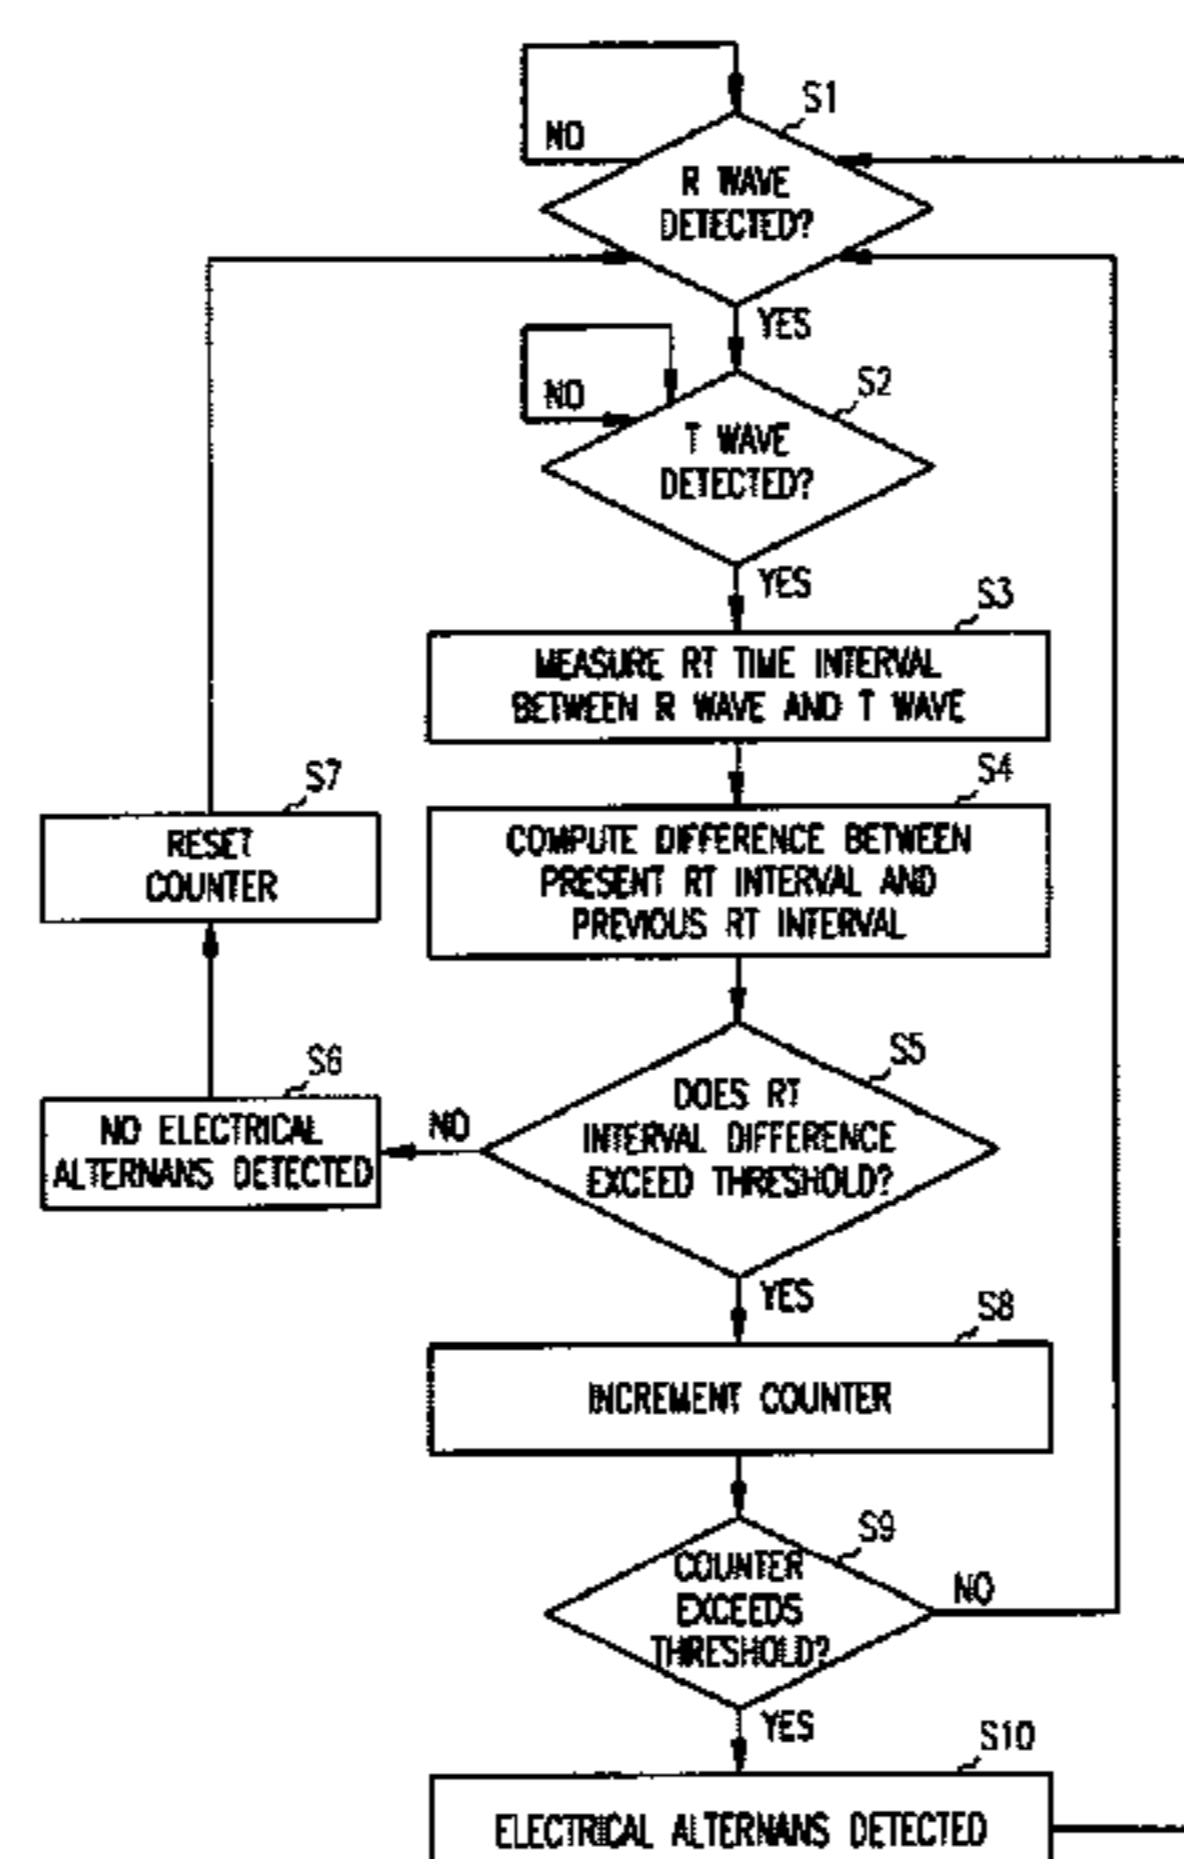 S1
NO
R WAVE
DETECTED?
YES
S2
NO
T WAVE
DETECTED?
YES
S3
MEASURE RT TIME INTERVAL
BETWEEN R WAVE AND T WAVE
S4
COMPUTE DIFFERENCE BETWEEN
PRESENT RT INTERVAL AND
PREVIOUS RT INTERVAL
S7
RESET
COUNTER
S5
DOES RT
INTERVAL DIFFERENCE
EXCEED THRESHOLD?
NO
S6
NO ELECTRICAL
ALTERNANS DETECTED
YES
S8
INCREMENT COUNTER
S9
COUNTER
EXCEEDS
THRESHOLD?
NO
YES
S10
ELECTRICAL ALTERNANS DETECTED